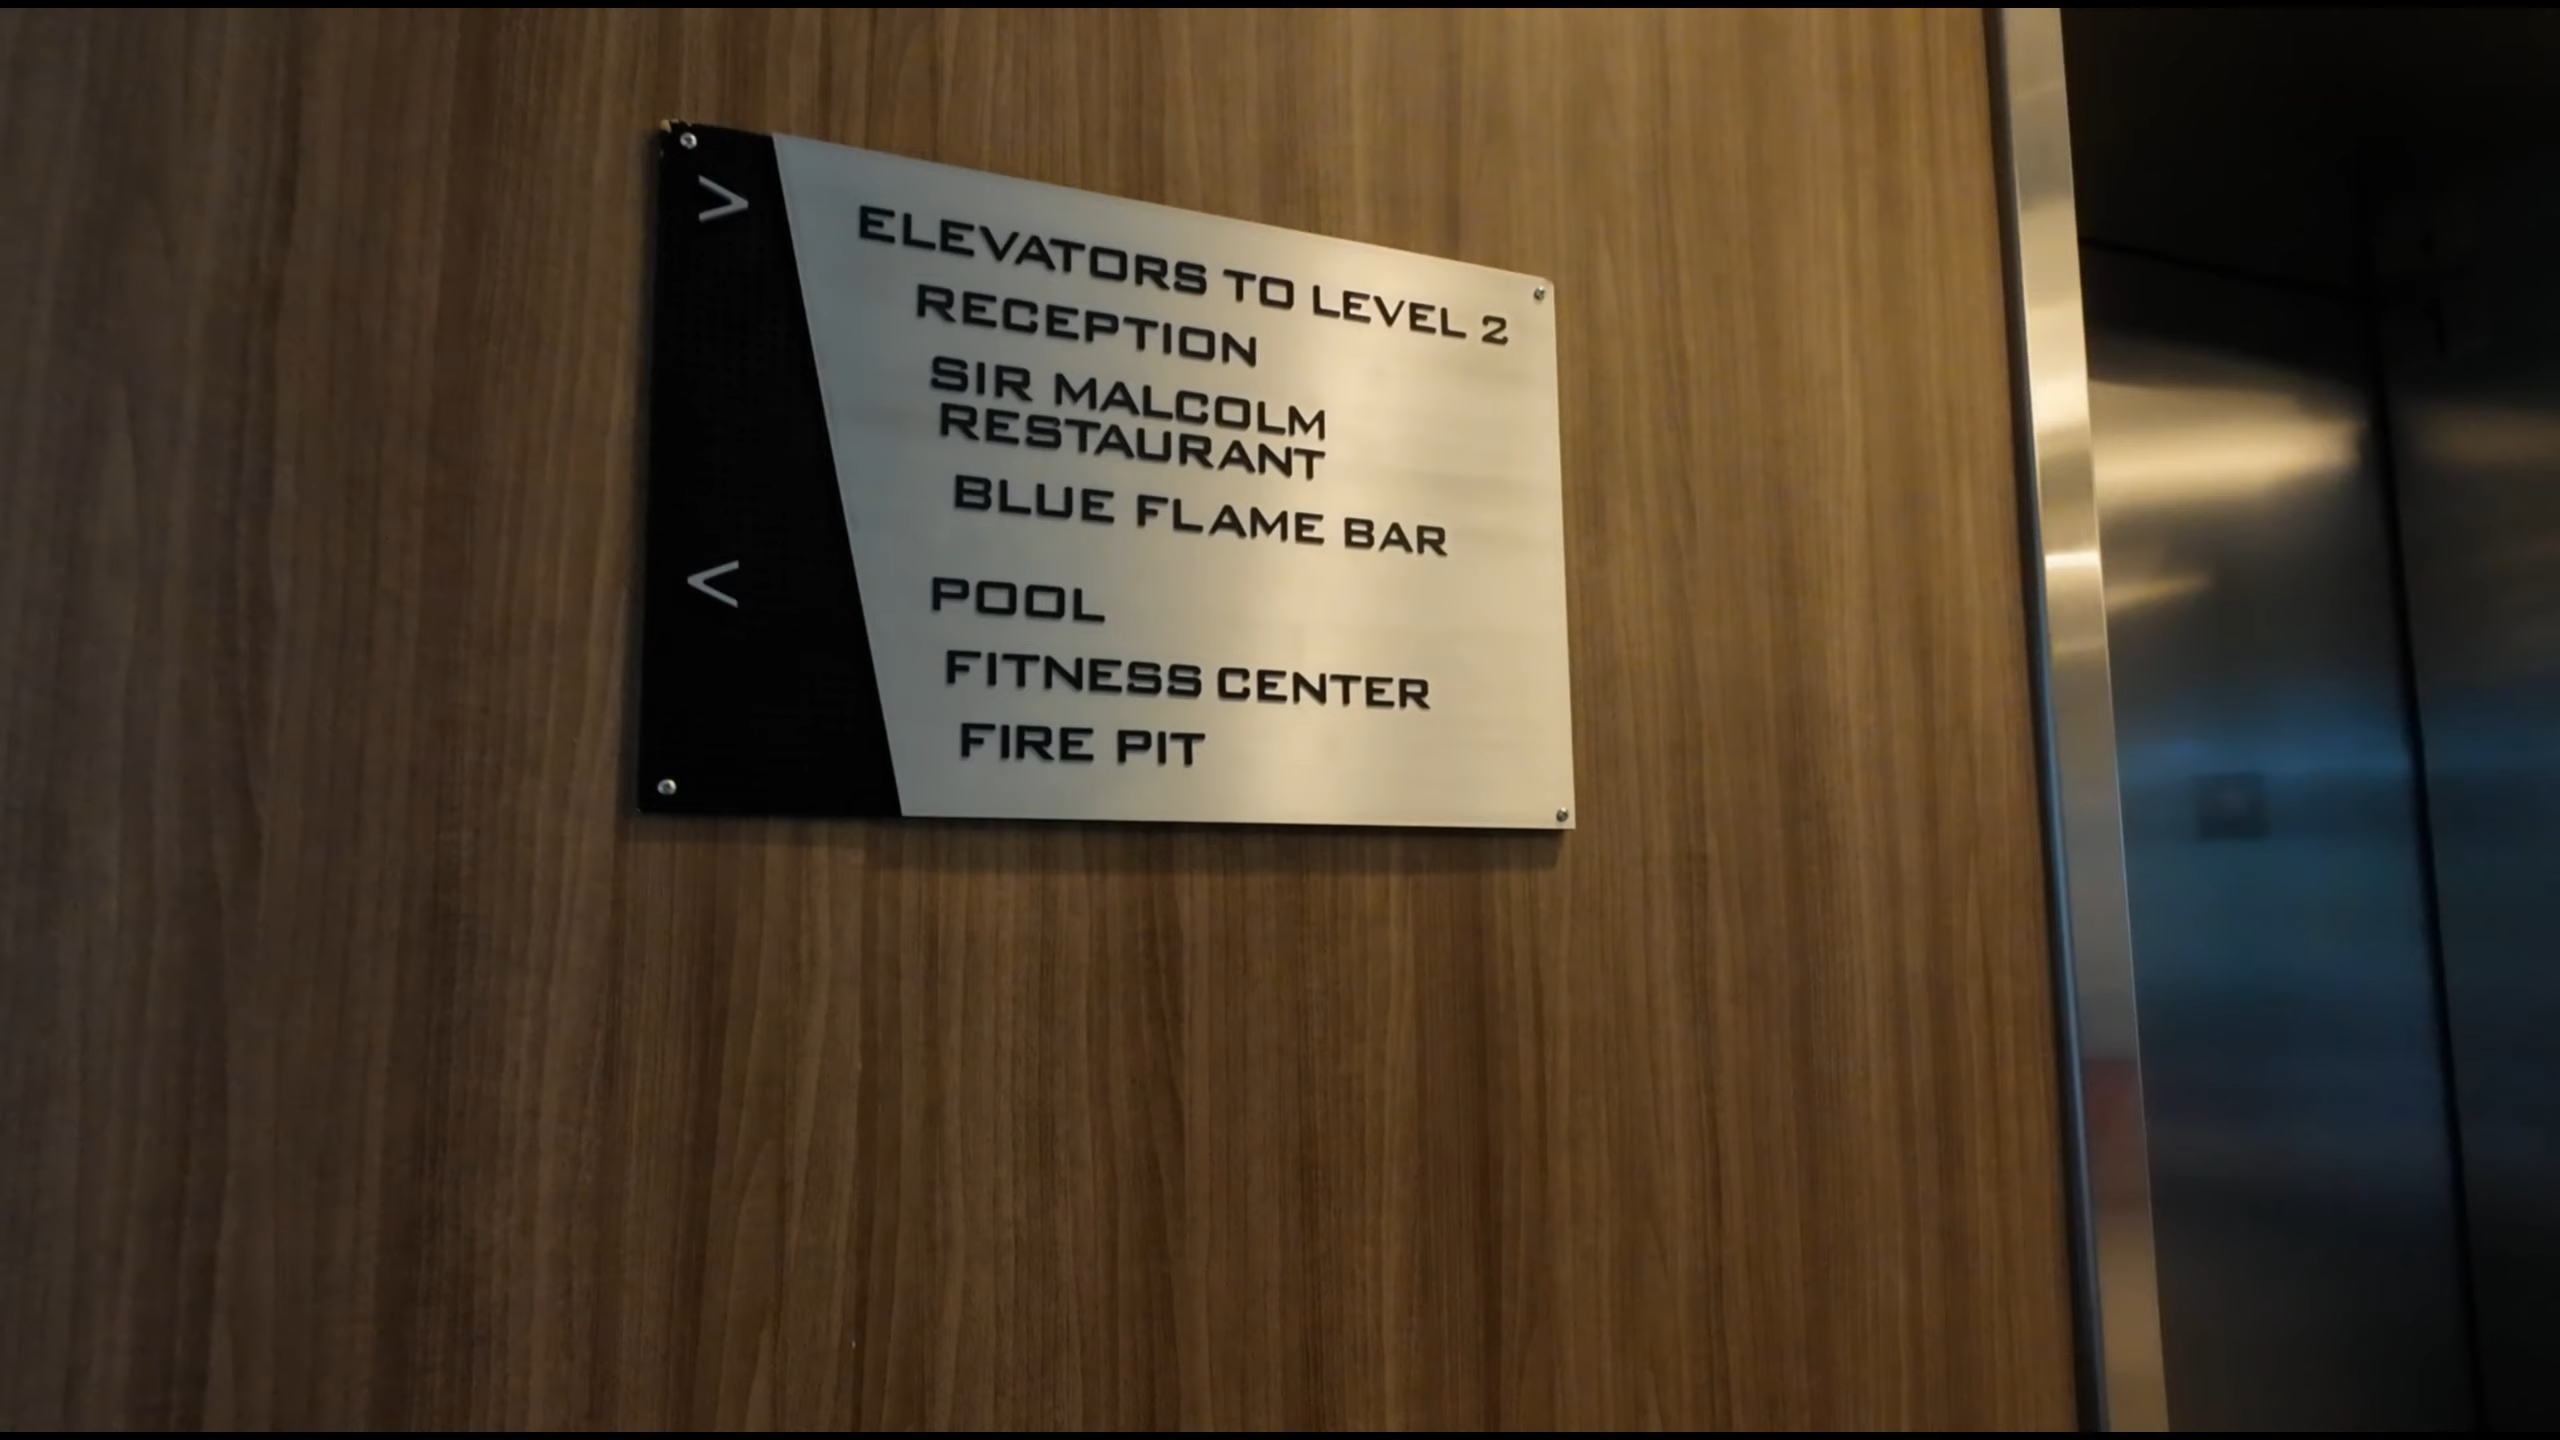 > ELEVATORS TO LEVEL 2
RECEPTION
SIR MALCOLM
RESTAURANT
BLUE FLAME BAR
< POOL
FITNESS CENTER
FIRE PIT